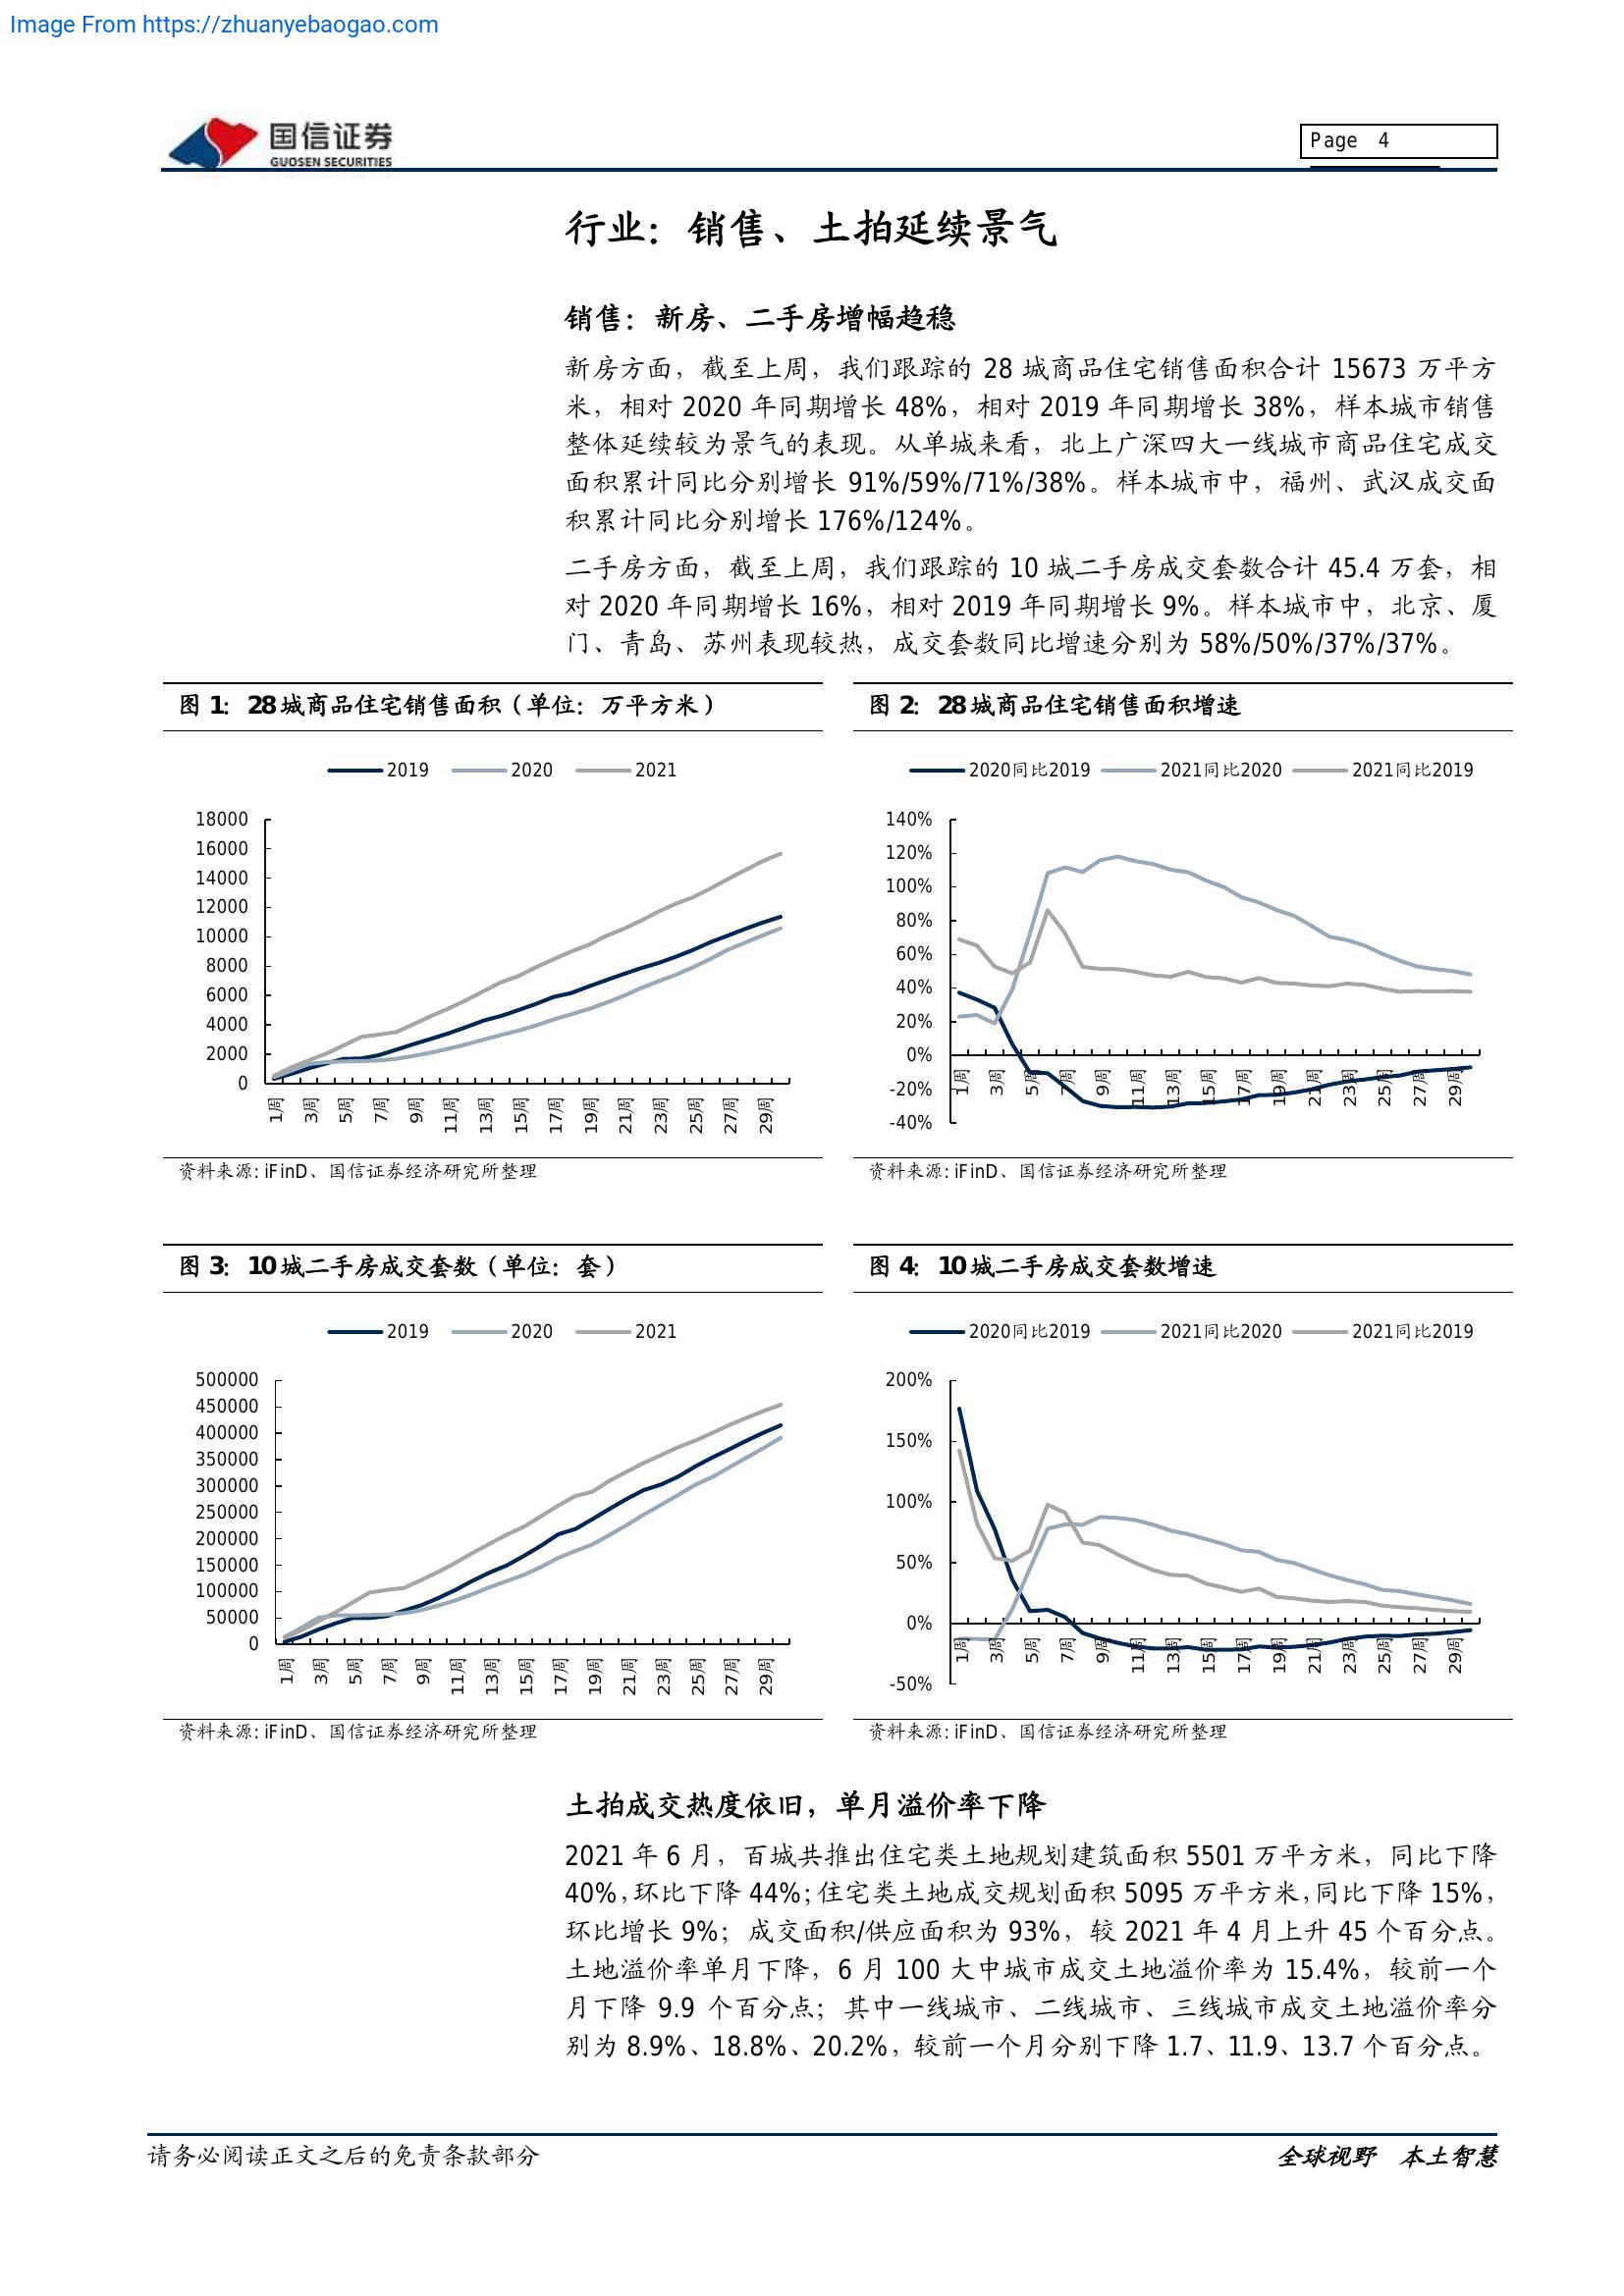 Image From https://zhuanyebaogao.com
国信证券
GUOSEN SECURITIES
Page 4
行业：销售、土拍延续景气
销售：新房、二手房增幅趋稳
新房方面，截至上周，我们跟踪的 28 城商品住宅销售面积合计 15673 万平方
米，相对 2020 年同期增长 48%，相对 2019 年同期增长 38%，样本城市销售
整体延续较为景气的表现。从单城来看，北上广深四大一线城市商品住宅成交
面积累计同比分别增长 91%/59%/71%/38%。样本城市中，福州、武汉成交面
积累计同比分别增长 176%/124%。
二手房方面，截至上周，我们跟踪的 10 城二手房成交套数合计 45.4 万套，相
对 2020 年同期增长 16%，相对 2019 年同期增长 9%。样本城市中，北京、厦
门、青岛、苏州表现较热，成交套数同比增速分别为 58%/50%/37%/37%。
图 1：28 城商品住宅销售面积（单位：万平方米）
2019 2020 2021
18000
16000
14000
12000
10000
8000
6000
4000
2000
0
1周 3周 5周 7周 9周 11周 13周 15周 17周 19周 21周 23周 25周 27周 29周
资料来源: iFinD、国信证券经济研究所整理
图 2：28 城商品住宅销售面积增速
2020同比2019 2021同比2020 2021同比2019
140%
120%
100%
80%
60%
40%
20%
0%
-20%
-40%
1周 3周 5周 7周 9周 11周 13周 15周 17周 19周 21周 23周 25周 27周 29周
资料来源: iFinD、国信证券经济研究所整理
图 3：10 城二手房成交套数（单位：套）
2019 2020 2021
500000
450000
400000
350000
300000
250000
200000
150000
100000
50000
0
1周 3周 5周 7周 9周 11周 13周 15周 17周 19周 21周 23周 25周 27周 29周
资料来源: iFinD、国信证券经济研究所整理
图 4：10 城二手房成交套数增速
2020同比2019 2021同比2020 2021同比2019
200%
150%
100%
50%
0%
-50%
1周 3周 5周 7周 9周 11周 13周 15周 17周 19周 21周 23周 25周 27周 29周
资料来源: iFinD、国信证券经济研究所整理
土拍成交热度依旧，单月溢价率下降
2021 年 6 月，百城共推出住宅类土地规划建筑面积 5501 万平方米，同比下降
40%，环比下降 44%；住宅类土地成交规划面积 5095 万平方米，同比下降 15%，
环比增长 9%；成交面积/供应面积为 93%，较 2021 年 4 月上升 45 个百分点。
土地溢价率单月下降，6 月 100 大中城市成交土地溢价率为 15.4%，较前一个
月下降 9.9 个百分点；其中一线城市、二线城市、三线城市成交土地溢价率分
别为 8.9%、18.8%、20.2%，较前一个月分别下降 1.7、11.9、13.7 个百分点。
请务必阅读正文之后的免责条款部分
全球视野 本土智慧